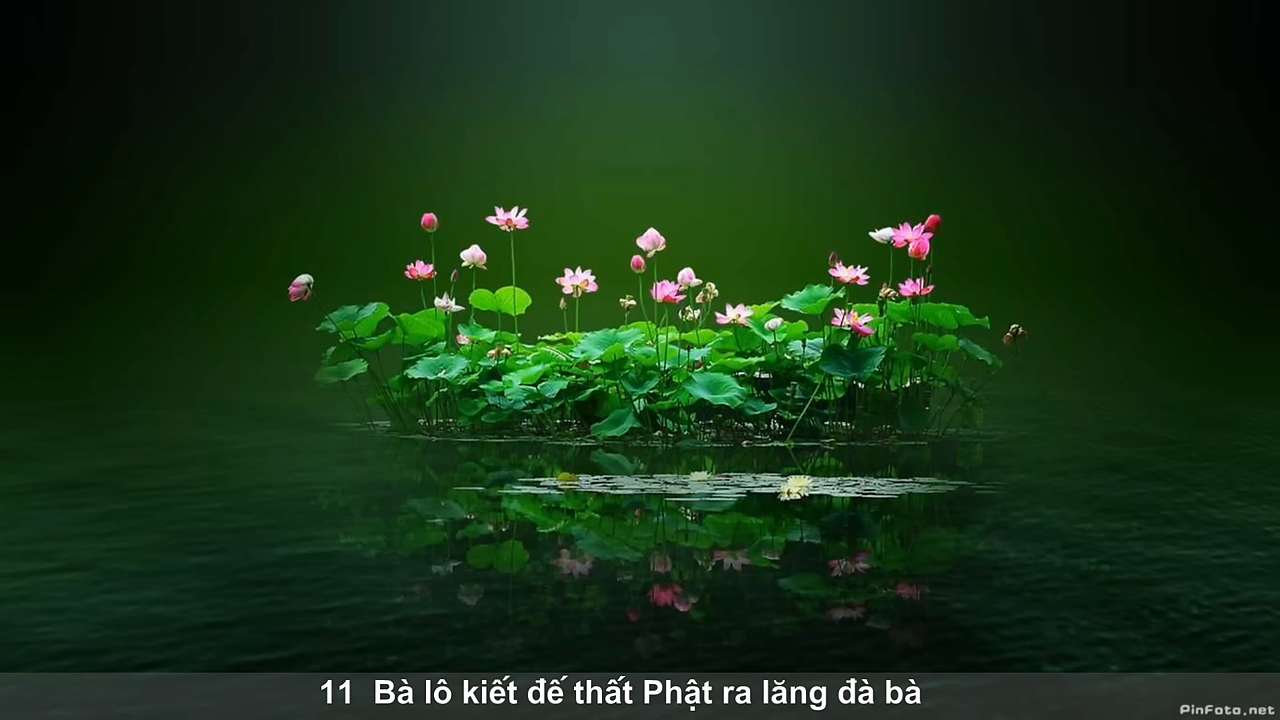 11  Bà lô kiết đế thất Phật ra lăng đà bà
PinFoto.net